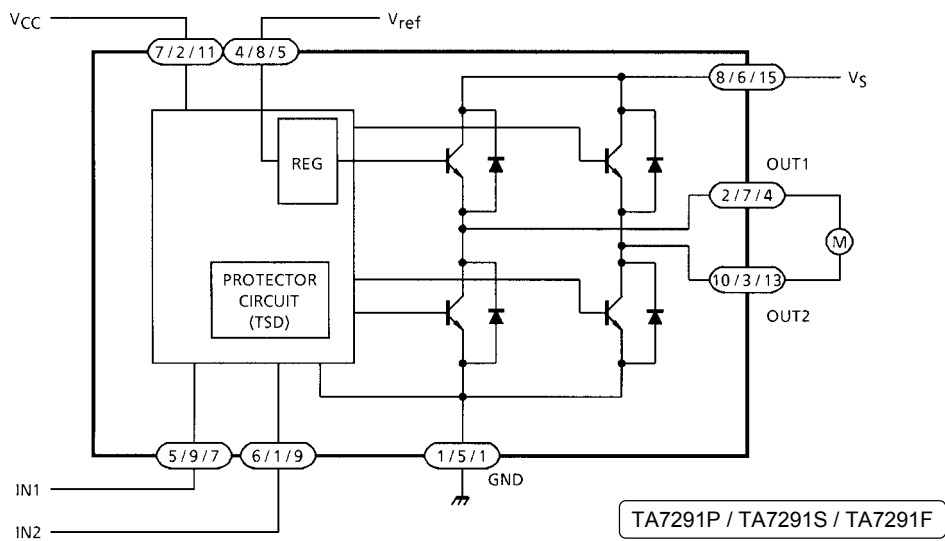 VCC
Vref
7/2/11
4/8/5
8/6/15
VS
REG
OUT1
2/7/4
M
PROTECTOR
CIRCUIT
(TSD)
10/3/13
OUT2
5/9/7
6/1/9
1/5/1
GND
IN1
IN2
TA7291P / TA7291S / TA7291F